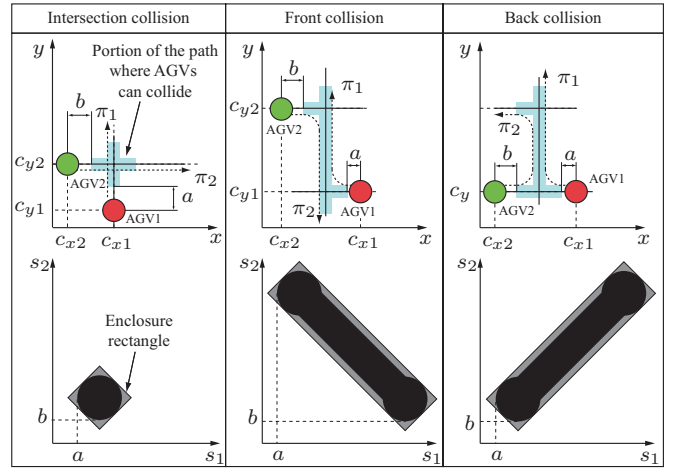 Intersection collision
Front collision
Back collision
y
Portion of the path
where AGVs
can collide
b
π1
cy2
AGV2
π2
a
cy1
AGV1
cx2
cx1
x
y
b
π1
cy2
AGV2
a
cy1
AGV1
π2
cx2
cx1
x
y
π1
π2
b
a
AGV1
cy
AGV2
cx2
cx1
x
s2
Enclosure
rectangle
b
a
s1
s2
b
a
s1
s2
b
a
s1